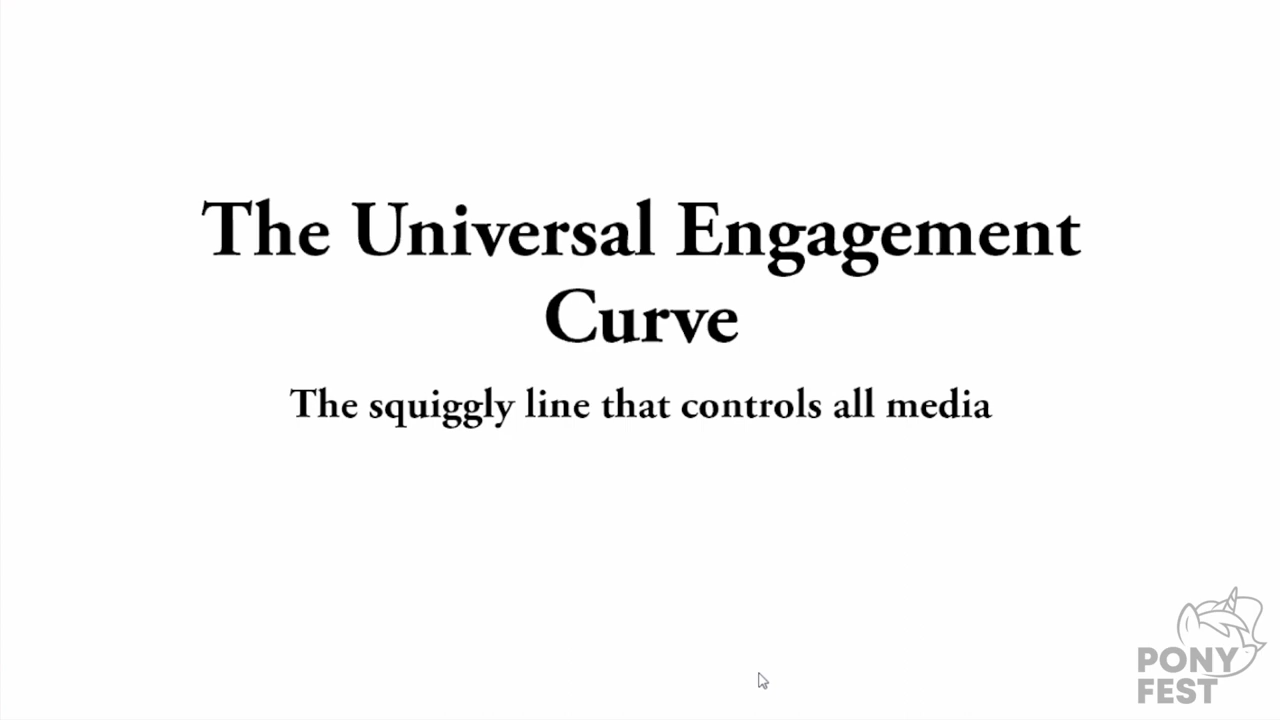 The Universal Engagement
Curve
The squiggly line that controls all media
PONY
FEST